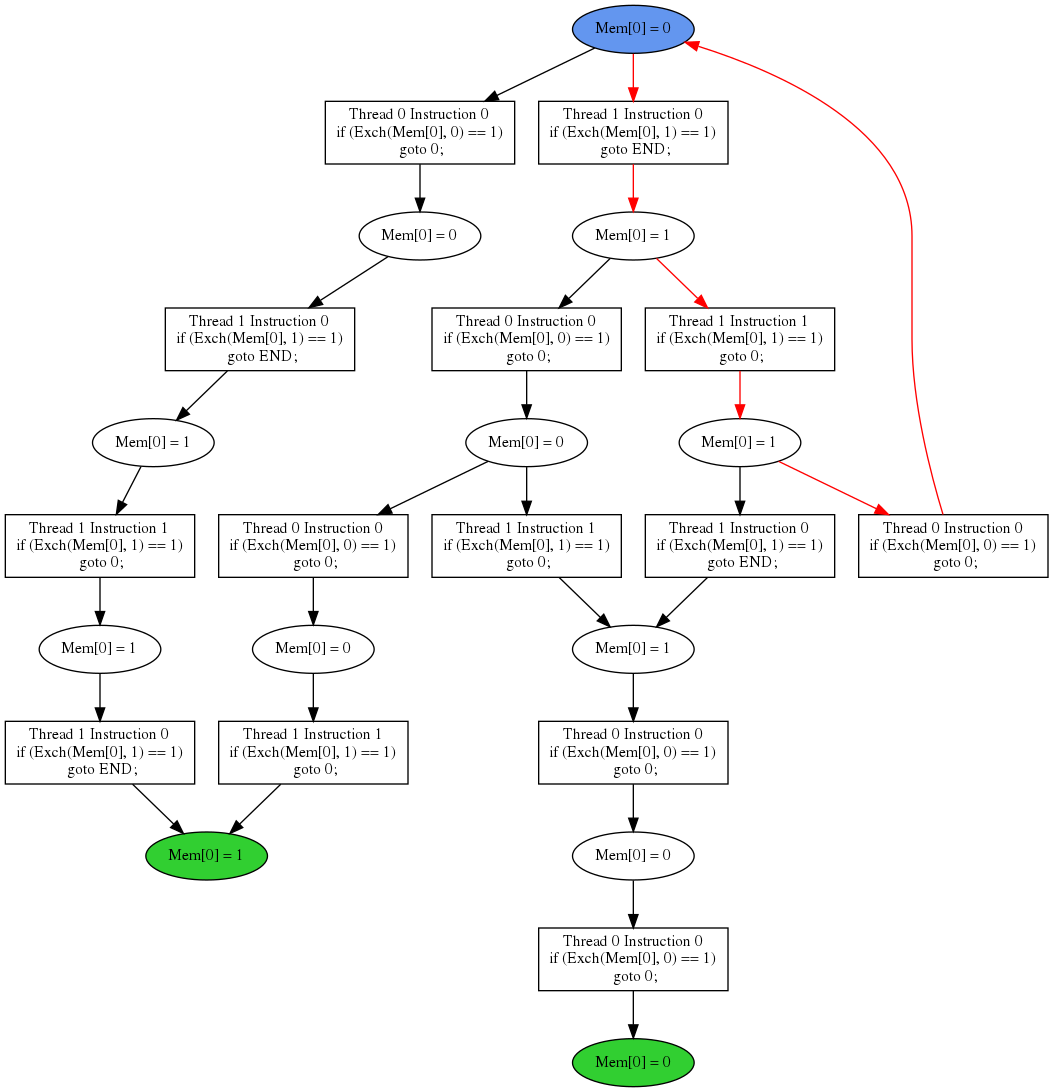 Mem[0] = 0
Thread 0 Instruction 0
if (Exch(Mem[0], 0) == 1)
goto 0;
Thread 1 Instruction 0
if (Exch(Mem[0], 1) == 1)
goto END;
Mem[0] = 0
Mem[0] = 1
Thread 1 Instruction 0
if (Exch(Mem[0], 1) == 1)
goto END;
Thread 0 Instruction 0
if (Exch(Mem[0], 0) == 1)
goto 0;
Thread 1 Instruction 1
if (Exch(Mem[0], 1) == 1)
goto 0;
Mem[0] = 1
Mem[0] = 0
Mem[0] = 1
Thread 1 Instruction 1
if (Exch(Mem[0], 1) == 1)
goto 0;
Thread 0 Instruction 0
if (Exch(Mem[0], 0) == 1)
goto 0;
Thread 1 Instruction 1
if (Exch(Mem[0], 1) == 1)
goto 0;
Thread 1 Instruction 0
if (Exch(Mem[0], 1) == 1)
goto END;
Thread 0 Instruction 0
if (Exch(Mem[0], 0) == 1)
goto 0;
Mem[0] = 1
Mem[0] = 0
Mem[0] = 1
Thread 1 Instruction 0
if (Exch(Mem[0], 1) == 1)
goto END;
Thread 1 Instruction 1
if (Exch(Mem[0], 1) == 1)
goto 0;
Thread 0 Instruction 0
if (Exch(Mem[0], 0) == 1)
goto 0;
Mem[0] = 1
Mem[0] = 0
Thread 0 Instruction 0
if (Exch(Mem[0], 0) == 1)
goto 0;
Mem[0] = 0